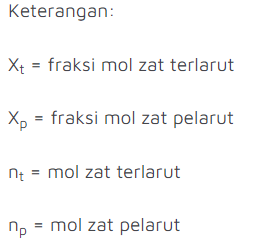 Keterangan:
Xₜ = fraksi mol zat terlarut
Xₚ = fraksi mol zat pelarut
nₜ = mol zat terlarut
nₚ = mol zat pelarut